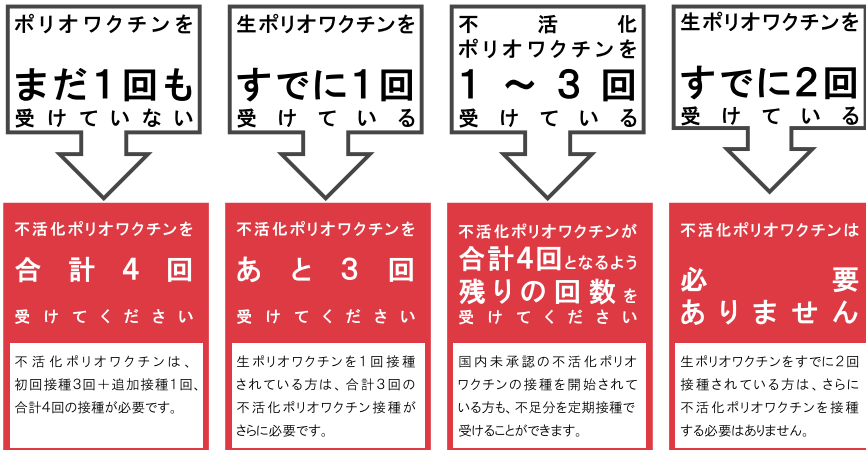 ポリオワクチンを
まだ1回も
受けていない
生ポリオワクチンを
すでに1回
受けている
不活化
ポリオワクチンを
1～3回
受けている
生ポリオワクチンを
すでに2回
受けている
不活化ポリオワクチンを
合計4回
受けてください
不活化ポリオワクチンは、
初回接種3回＋追加接種1回、
合計4回の接種が必要です。
不活化ポリオワクチンを
あと3回
受けてください
生ポリオワクチンを1回接種
されている方は、合計3回の
不活化ポリオワクチン接種が
さらに必要です。
不活化ポリオワクチンが
合計4回となるよう
残りの回数を
受けてください
国内未承認の不活化ポリオ
ワクチンの接種を開始されて
いる方も、不足分を定期接種で
受けることができます。
不活化ポリオワクチンは
必要
ありません
生ポリオワクチンをすでに2回
接種されている方は、さらに
不活化ポリオワクチンを接種
する必要はありません。